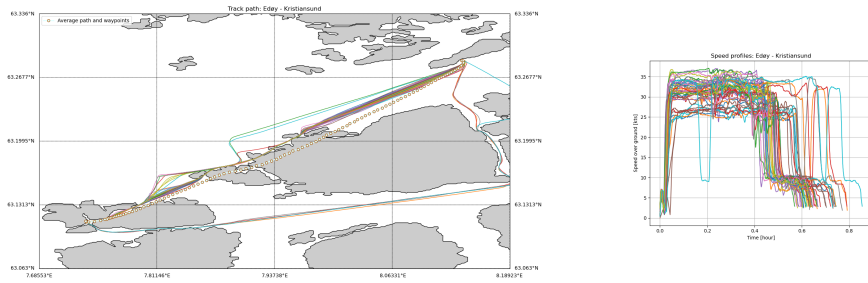 Track path: Edøy - Kristiansund
63.336°N
63.336°N
Average path and waypoints
63.2677°N
63.2677°N
63.1995°N
63.1995°N
63.1313°N
63.1313°N
63.063°N
63.063°N
7.68553°E
7.81146°E
7.93738°E
8.06331°E
8.18923°E
Speed profiles: Edøy - Kristiansund
Speed over ground [kts]
35
30
25
20
15
10
5
0
0.0
0.2
0.4
0.6
0.8
Time [hour]